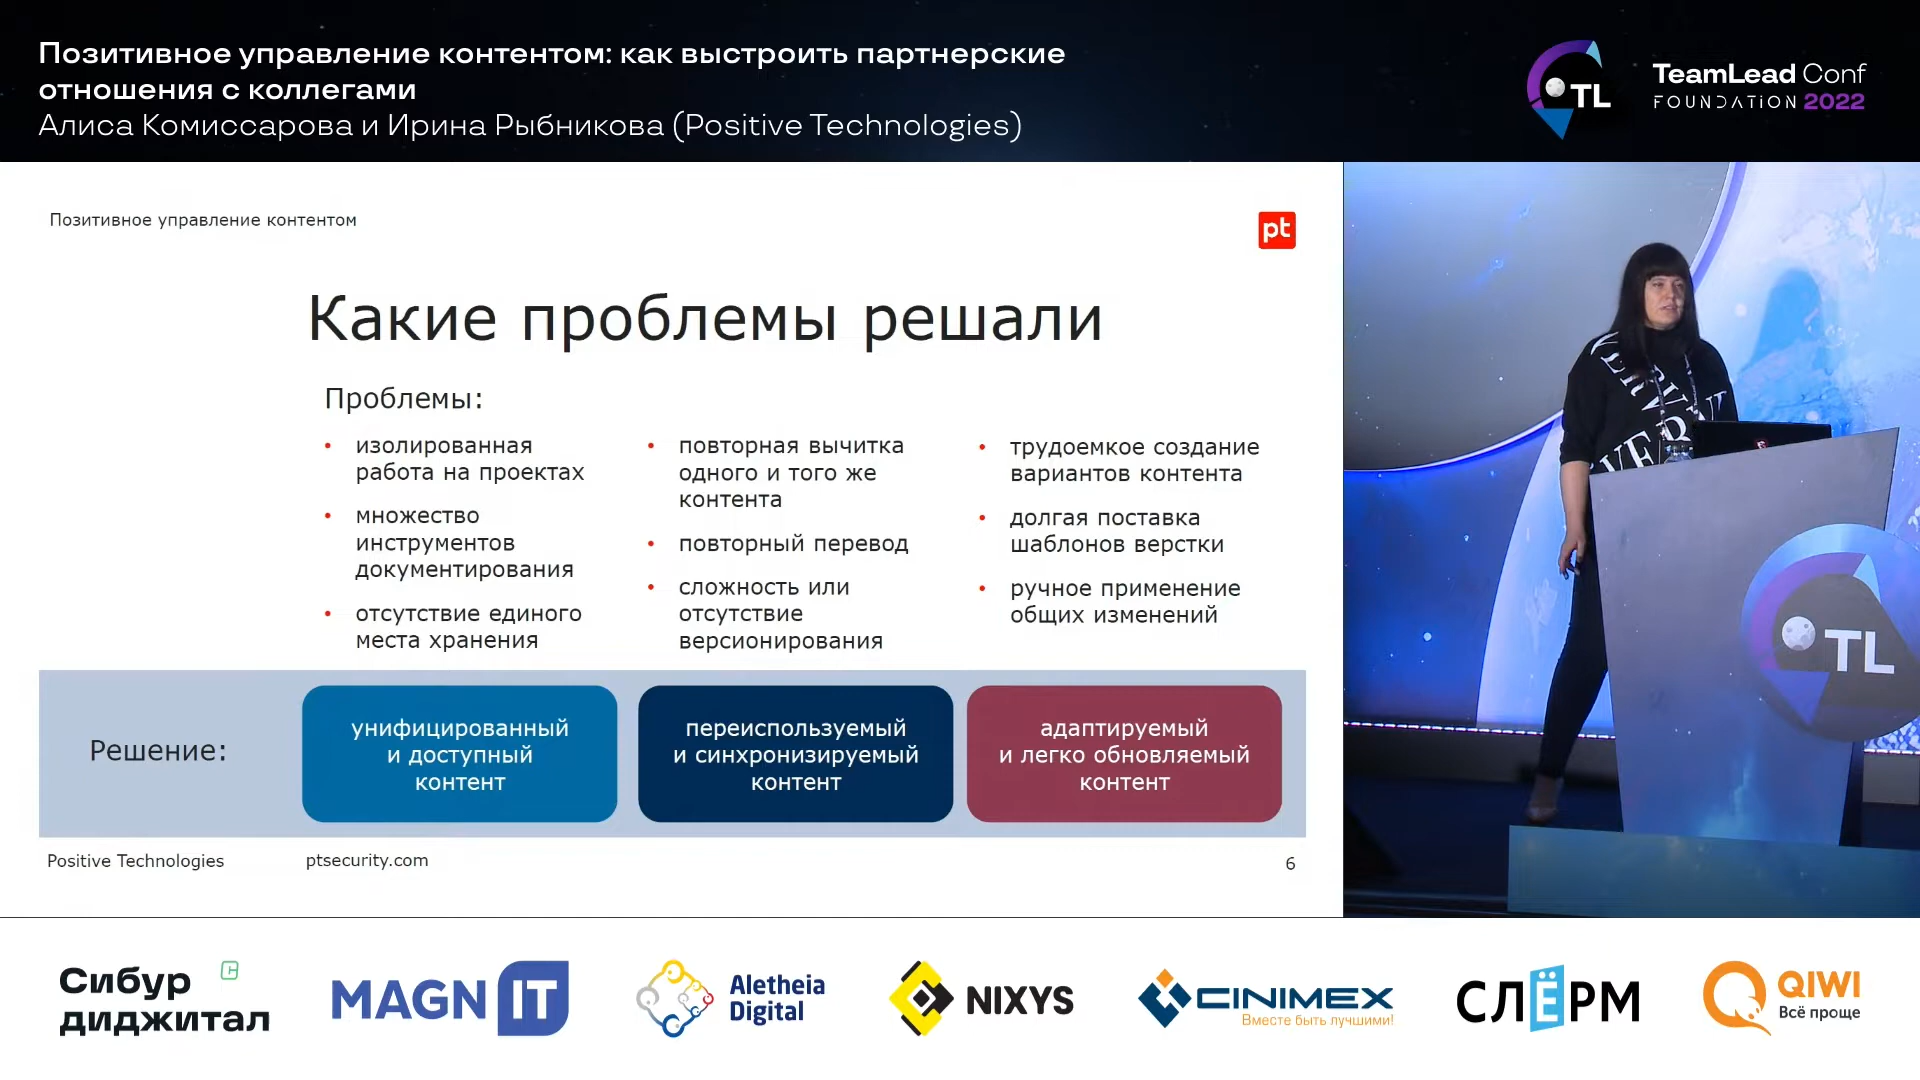 Позитивное управление контентом: как выстроить партнерские
отношения с коллегами
Алиса Комиссарова и Ирина Рыбникова (Positive Technologies)
TL
TeamLead Conf
FOUNDATION 2022
Позитивное управление контентом
pt
Какие проблемы решали
Проблемы:
• изолированная
работа на проектах
• множество
инструментов
документирования
• отсутствие единого
места хранения
• повторная вычитка
одного и того же
контента
• повторный перевод
• сложность или
отсутствие
версионирования
• трудоемкое создание
вариантов контента
• долгая поставка
шаблонов верстки
• ручное применение
общих изменений
Решение:
унифицированный
и доступный
контент
переиспользуемый
и синхронизируемый
контент
адаптируемый
и легко обновляемый
контент
Positive Technologies
ptsecurity.com
6
TL
Сибур
диджитал
MAGNIT
Aletheia
Digital
NIXYS
CINIMEX
Вместе быть лучшими!
СЛЁРМ
QIWI
Всё проще